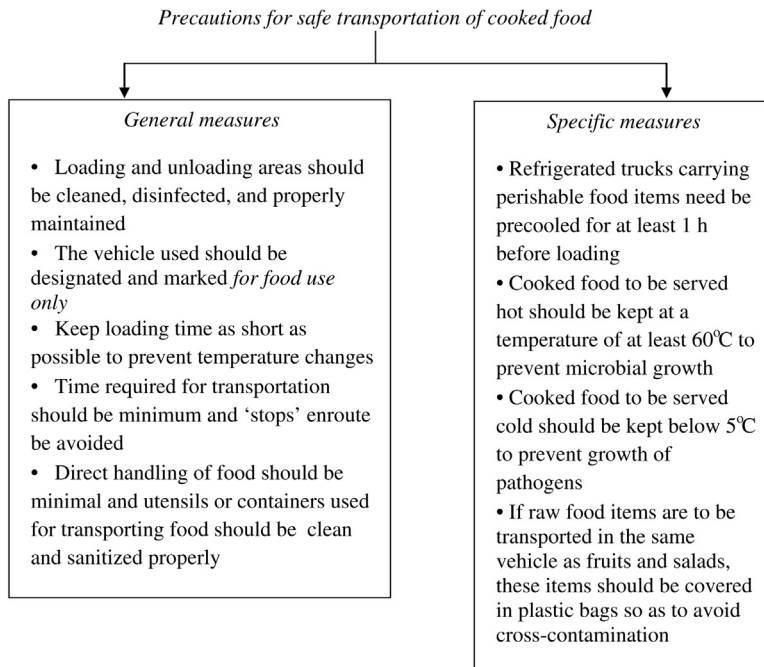 Precautions for safe transportation of cooked food
General measures
• Loading and unloading areas should
be cleaned, disinfected, and properly
maintained
• The vehicle used should be
designated and marked for food use
only
• Keep loading time as short as
possible to prevent temperature changes
• Time required for transportation
should be minimum and ‘stops’ enroute
be avoided
• Direct handling of food should be
minimal and utensils or containers used
for transporting food should be clean
and sanitized properly
Specific measures
• Refrigerated trucks carrying
perishable food items need be
precooled for at least 1 h
before loading
• Cooked food to be served
hot should be kept at a
temperature of at least 60°C to
prevent microbial growth
• Cooked food to be served
cold should be kept below 5°C
to prevent growth of
pathogens
• If raw food items are to be
transported in the same
vehicle as fruits and salads,
these items should be covered
in plastic bags so as to avoid
cross-contamination